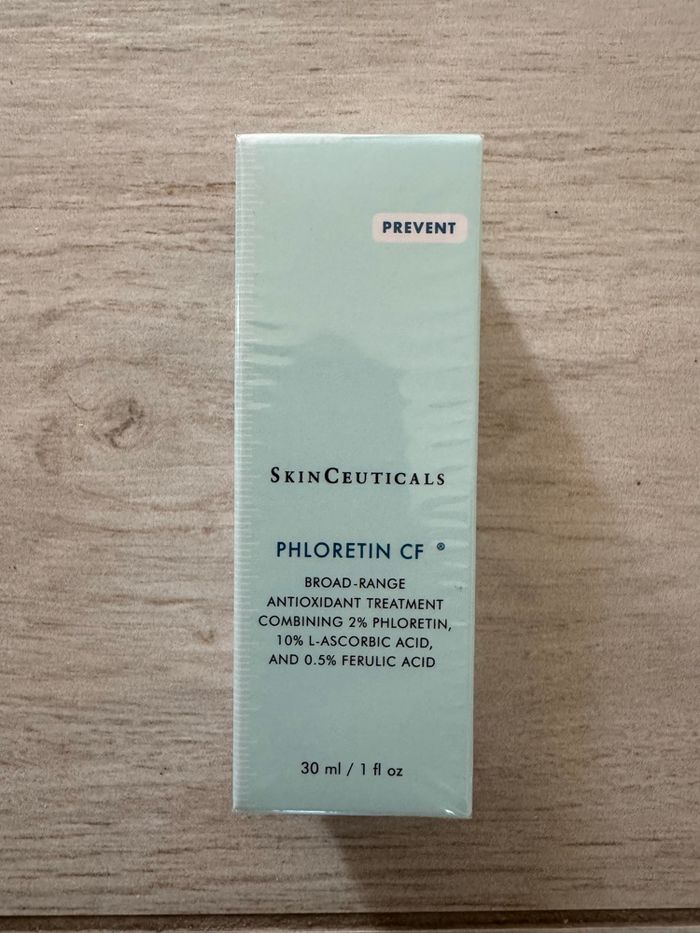 PREVENT
SKINCEUTICALS
PHLORETIN CF ®
BROAD-RANGE
ANTIOXIDANT TREATMENT
COMBINING 2% PHLORETIN,
10% L-ASCORBIC ACID,
AND 0.5% FERULIC ACID
30 ml / 1 fl oz